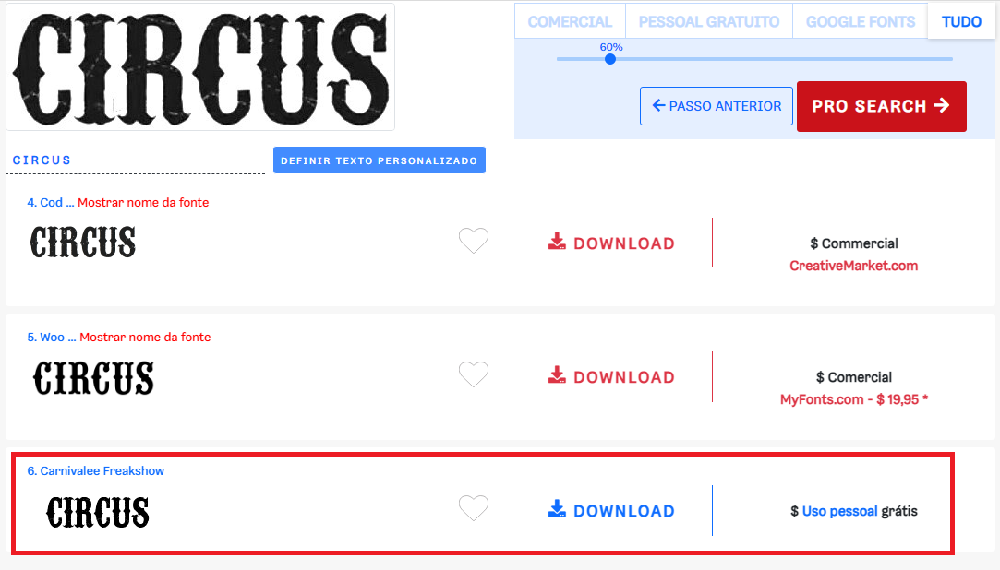 CIRCUS
COMERCIAL PESSOAL GRATUITO GOOGLE FONTS TUDO
60%
← PASSO ANTERIOR PRO SEARCH →
CIRCUS DEFINIR TEXTO PERSONALIZADO
4. Cod ... Mostrar nome da fonte
CIRCUS
DOWNLOAD
$ Commercial
CreativeMarket.com
5. Woo ... Mostrar nome da fonte
CIRCUS
DOWNLOAD
$ Comercial
MyFonts.com - $ 19,95 *
6. Carnivalee Freakshow
CIRCUS
DOWNLOAD
$ Uso pessoal grátis